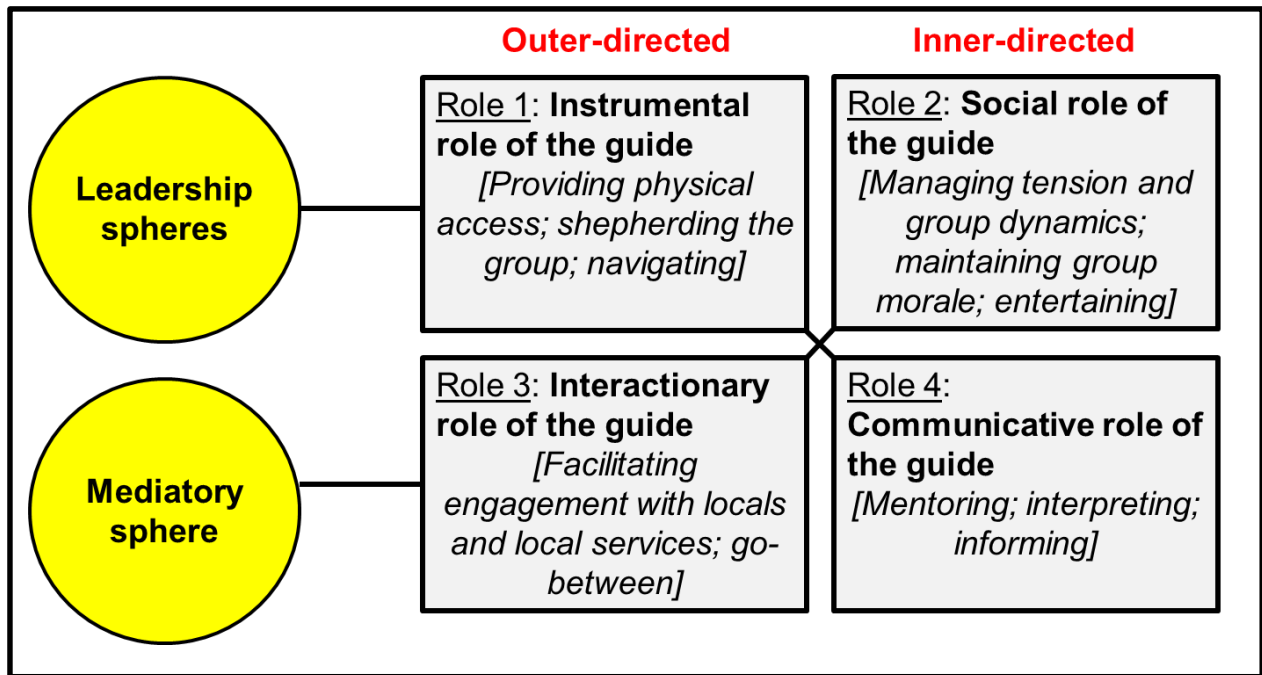 Outer-directed
Inner-directed
Leadership
spheres
Role 1: Instrumental
role of the guide
[Providing physical
access; shepherding the
group; navigating]
Role 2: Social role of
the guide
[Managing tension and
group dynamics;
maintaining group
morale; entertaining]
Mediatory
sphere
Role 3: Interactionary
role of the guide
[Facilitating
engagement with locals
and local services; go-
between]
Role 4:
Communicative role of
the guide
[Mentoring; interpreting;
informing]